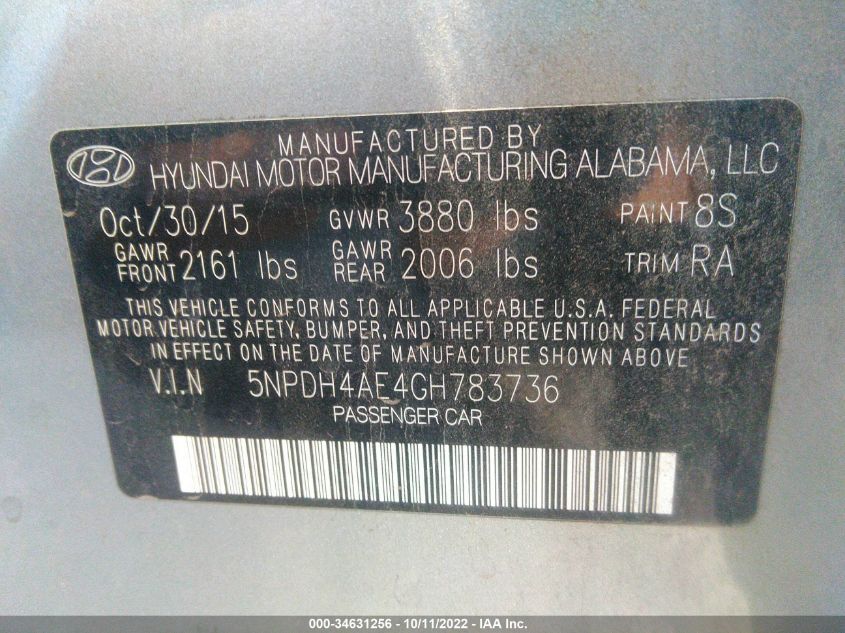 MANUFACTURED BY
HYUNDAI MOTOR MANUFACTURING ALABAMA, LLC
Oct/30/15 GVWR 3880 lbs PAINT 8S
GAWR FRONT 2161 lbs GAWR REAR 2006 lbs TRIM RA
THIS VEHICLE CONFORMS TO ALL APPLICABLE U.S.A. FEDERAL
MOTOR VEHICLE SAFETY, BUMPER, AND THEFT PREVENTION STANDARDS
IN EFFECT ON THE DATE OF MANUFACTURE SHOWN ABOVE
V.I.N 5NPDH4AE4GH783736
PASSENGER CAR
000-34631256 - 10/11/2022 - IAA Inc.